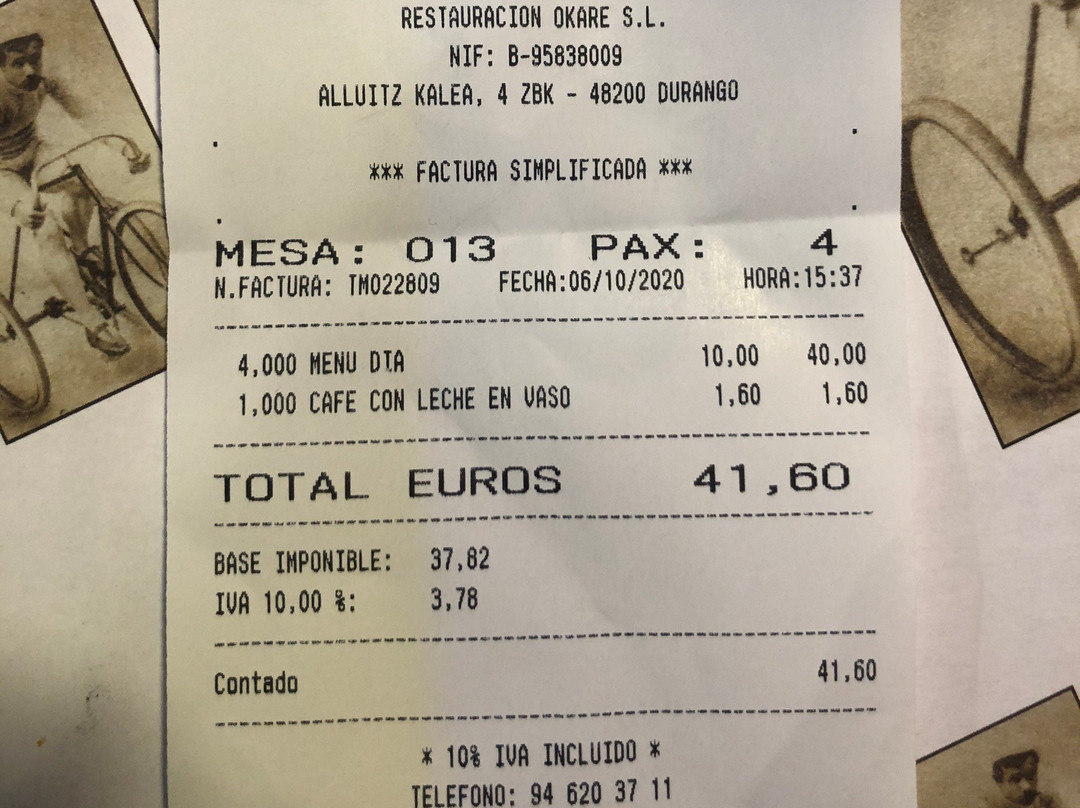 RESTAURACION OKARE S.L.
NIF: B-95838009
ALLUITZ KALEA, 4 ZBK - 48200 DURANGO
. .
*** FACTURA SIMPLIFICADA ***
. .
MESA: 013 PAX: 4
N.FACTURA: TM022809 FECHA:06/10/2020 HORA:15:37
4,000 MENU DIA 10,00 40,00
1,000 CAFE CON LECHE EN VASO 1,60 1,60
TOTAL EUROS 41,60
BASE IMPONIBLE: 37,82
IVA 10,00 %: 3,78
Contado 41,60
* 10% IVA INCLUIDO *
TELEFONO: 94 620 37 11